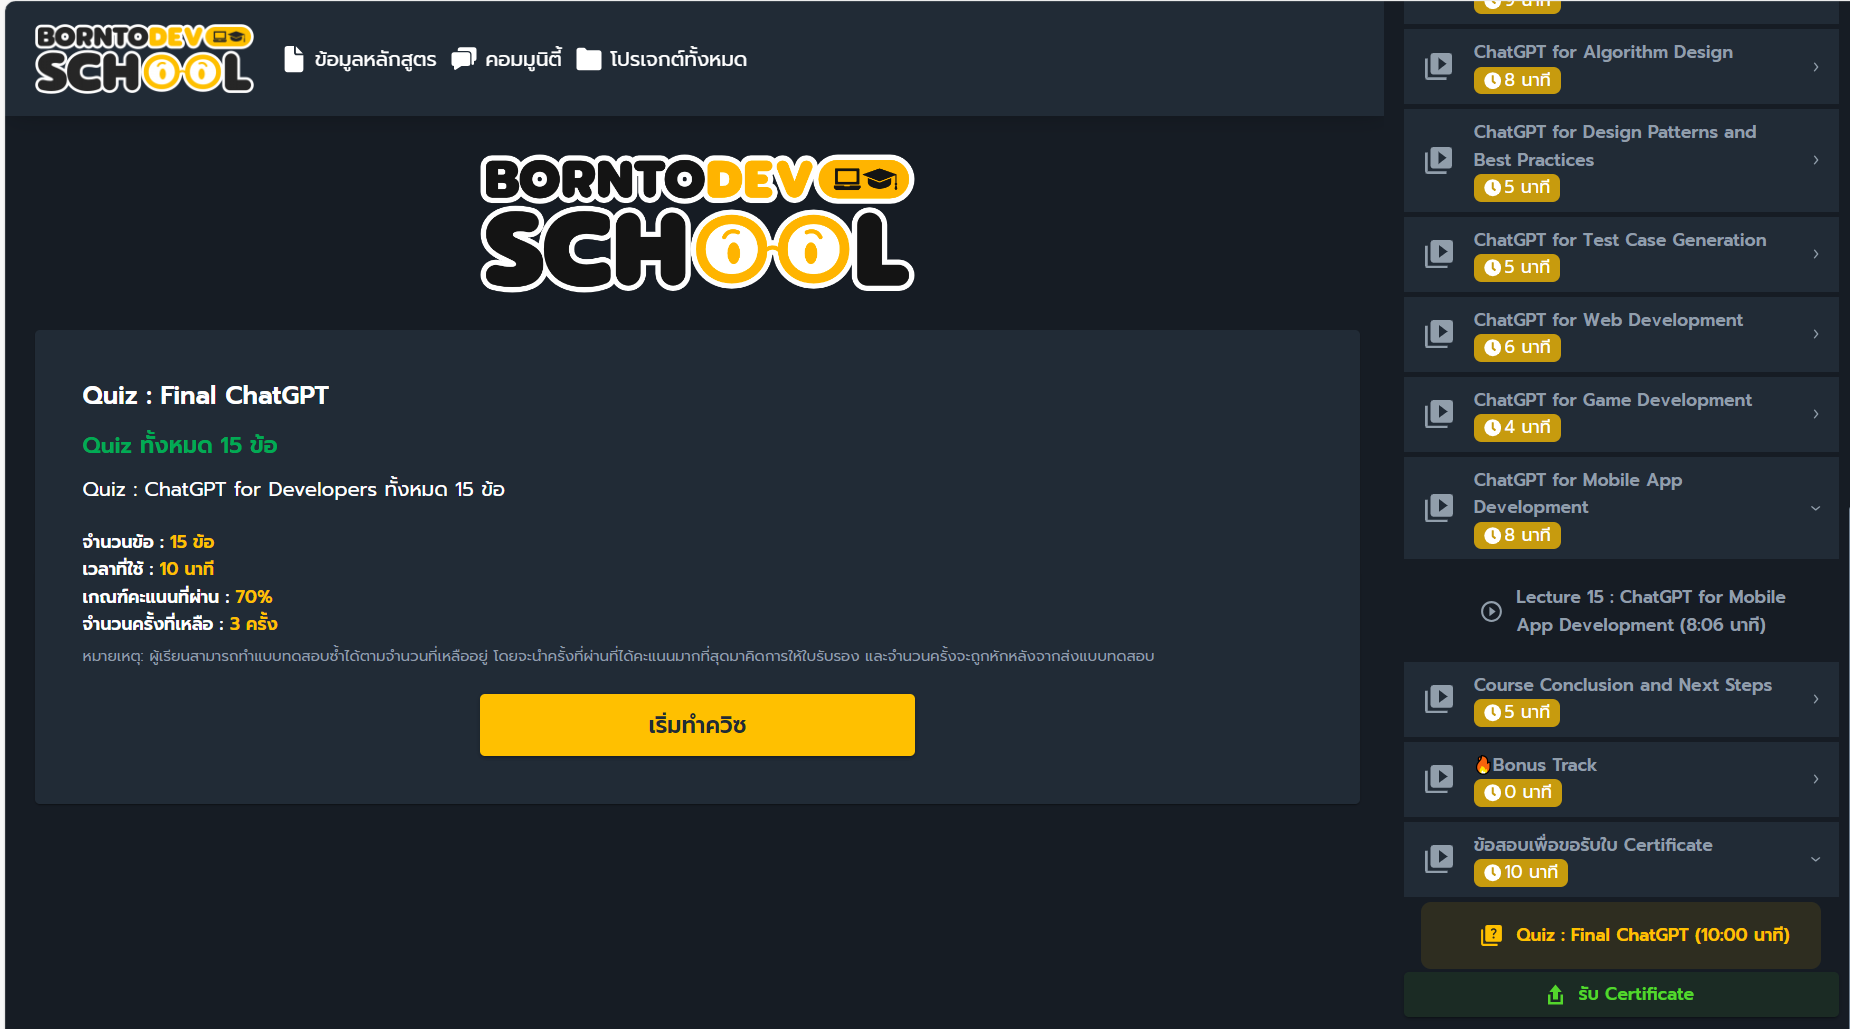 BORNTODEV
SCHOOL
ข้อมูลหลักสูตร
คอมมูนิตี้
โปรเจกต์ทั้งหมด
BORNTODEV
SCHOOL
Quiz : Final ChatGPT
Quiz ทั้งหมด 15 ข้อ
Quiz : ChatGPT for Developers ทั้งหมด 15 ข้อ
จำนวนข้อ : 15 ข้อ
เวลาที่ใช้ : 10 นาที
เกณฑ์คะแนนที่ผ่าน : 70%
จำนวนครั้งที่เหลือ : 3 ครั้ง
หมายเหตุ: ผู้เรียนสามารถทำแบบทดสอบซ้ำได้ตามจำนวนที่เหลืออยู่ โดยจะนำครั้งที่ผ่านที่ได้คะแนนมากที่สุดมาคิดการให้ใบรับรอง และจำนวนครั้งจะถูกหักหลังจากส่งแบบทดสอบ
เริ่มทำควิซ
9 นาที
ChatGPT for Algorithm Design
8 นาที
ChatGPT for Design Patterns and
Best Practices
5 นาที
ChatGPT for Test Case Generation
5 นาที
ChatGPT for Web Development
6 นาที
ChatGPT for Game Development
4 นาที
ChatGPT for Mobile App
Development
8 นาที
Lecture 15 : ChatGPT for Mobile
App Development (8:06 นาที)
Course Conclusion and Next Steps
5 นาที
🔥Bonus Track
0 นาที
ข้อสอบเพื่อขอรับใบ Certificate
10 นาที
Quiz : Final ChatGPT (10:00 นาที)
รับ Certificate